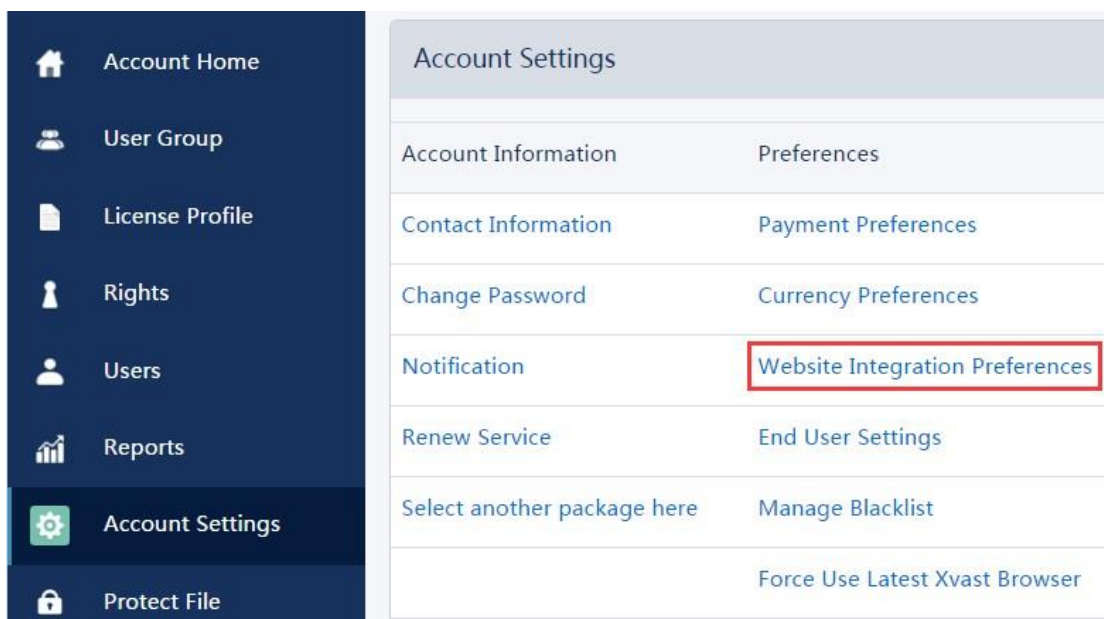 Account Home
User Group
License Profile
Rights
Users
Reports
Account Settings
Protect File
Account Settings
Account Information Preferences
Contact Information Payment Preferences
Change Password Currency Preferences
Notification Website Integration Preferences
Renew Service End User Settings
Select another package here Manage Blacklist
Force Use Latest Xvast Browser